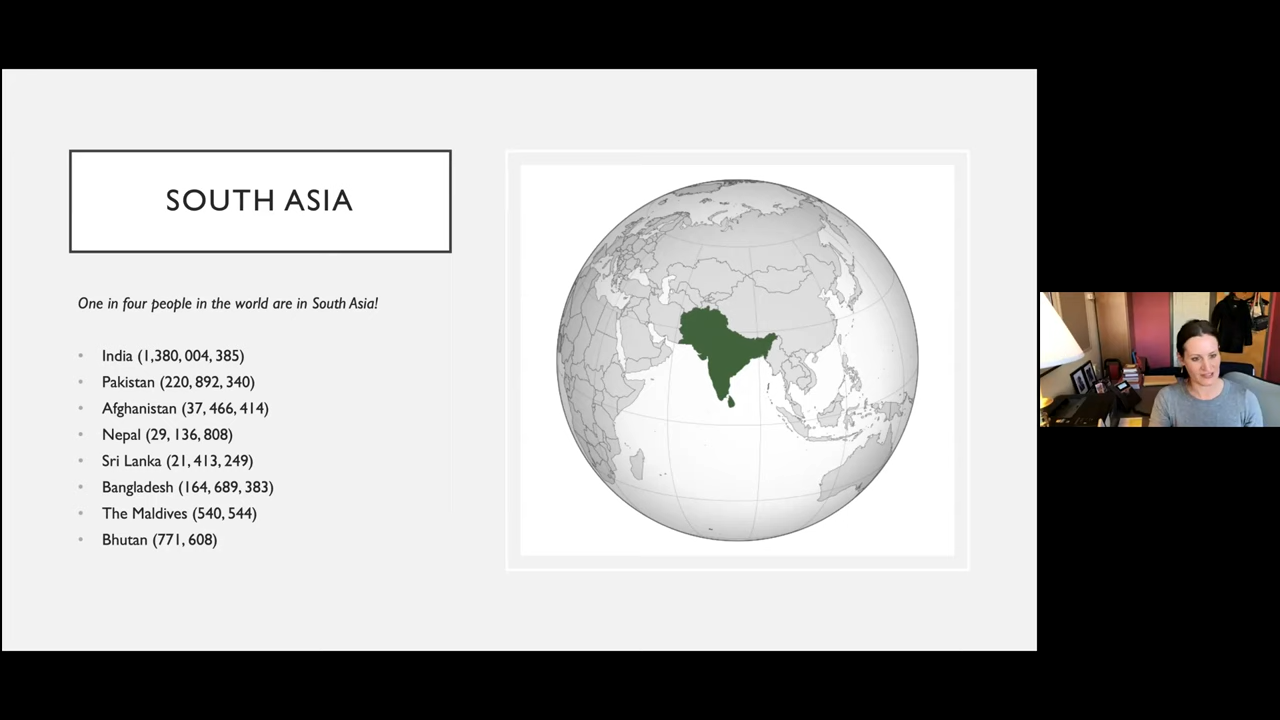 SOUTH ASIA
One in four people in the world are in South Asia!
• India (1,380,004,385)
• Pakistan (220,892,340)
• Afghanistan (37,466,414)
• Nepal (29,136,808)
• Sri Lanka (21,413,249)
• Bangladesh (164,689,383)
• The Maldives (540,544)
• Bhutan (771,608)